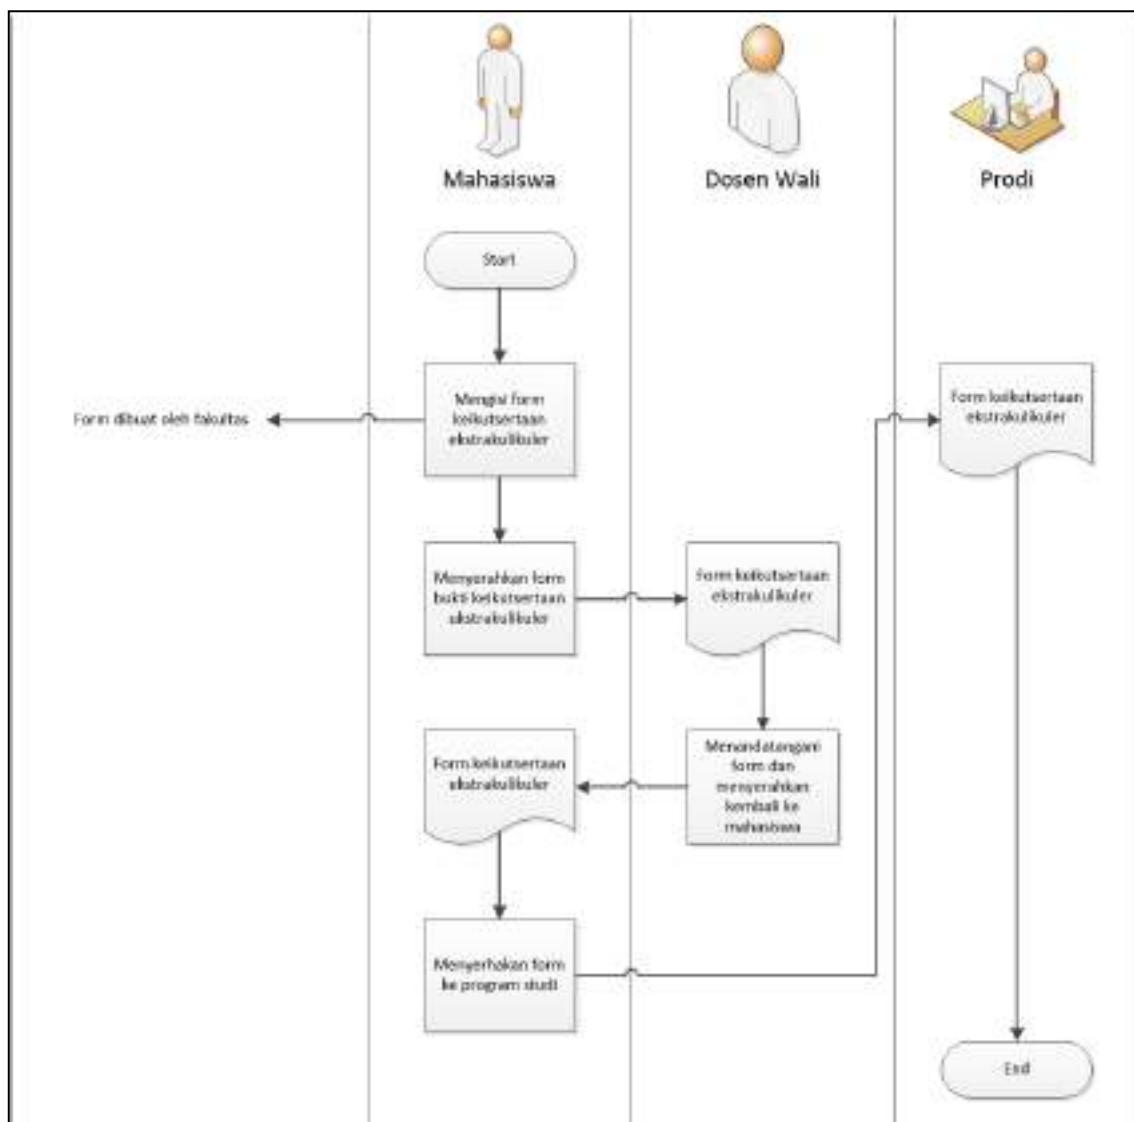 Mahasiswa
Dosen Wali
Prodi
Start
Form dibuat oleh fakultas
Mengisi form
keikutsertaan
ekstrakulikuler
Form keikutsertaan
ekstrakulikuler
Menyerahkan form
bukti keikutsertaan
ekstrakulikuler
Form keikutsertaan
ekstrakulikuler
Form keikutsertaan
ekstrakulikuler
Menandatangani
form dan
menyerahkan
kembali ke
mahasiswa
Menyerhakan form
ke program studi
End